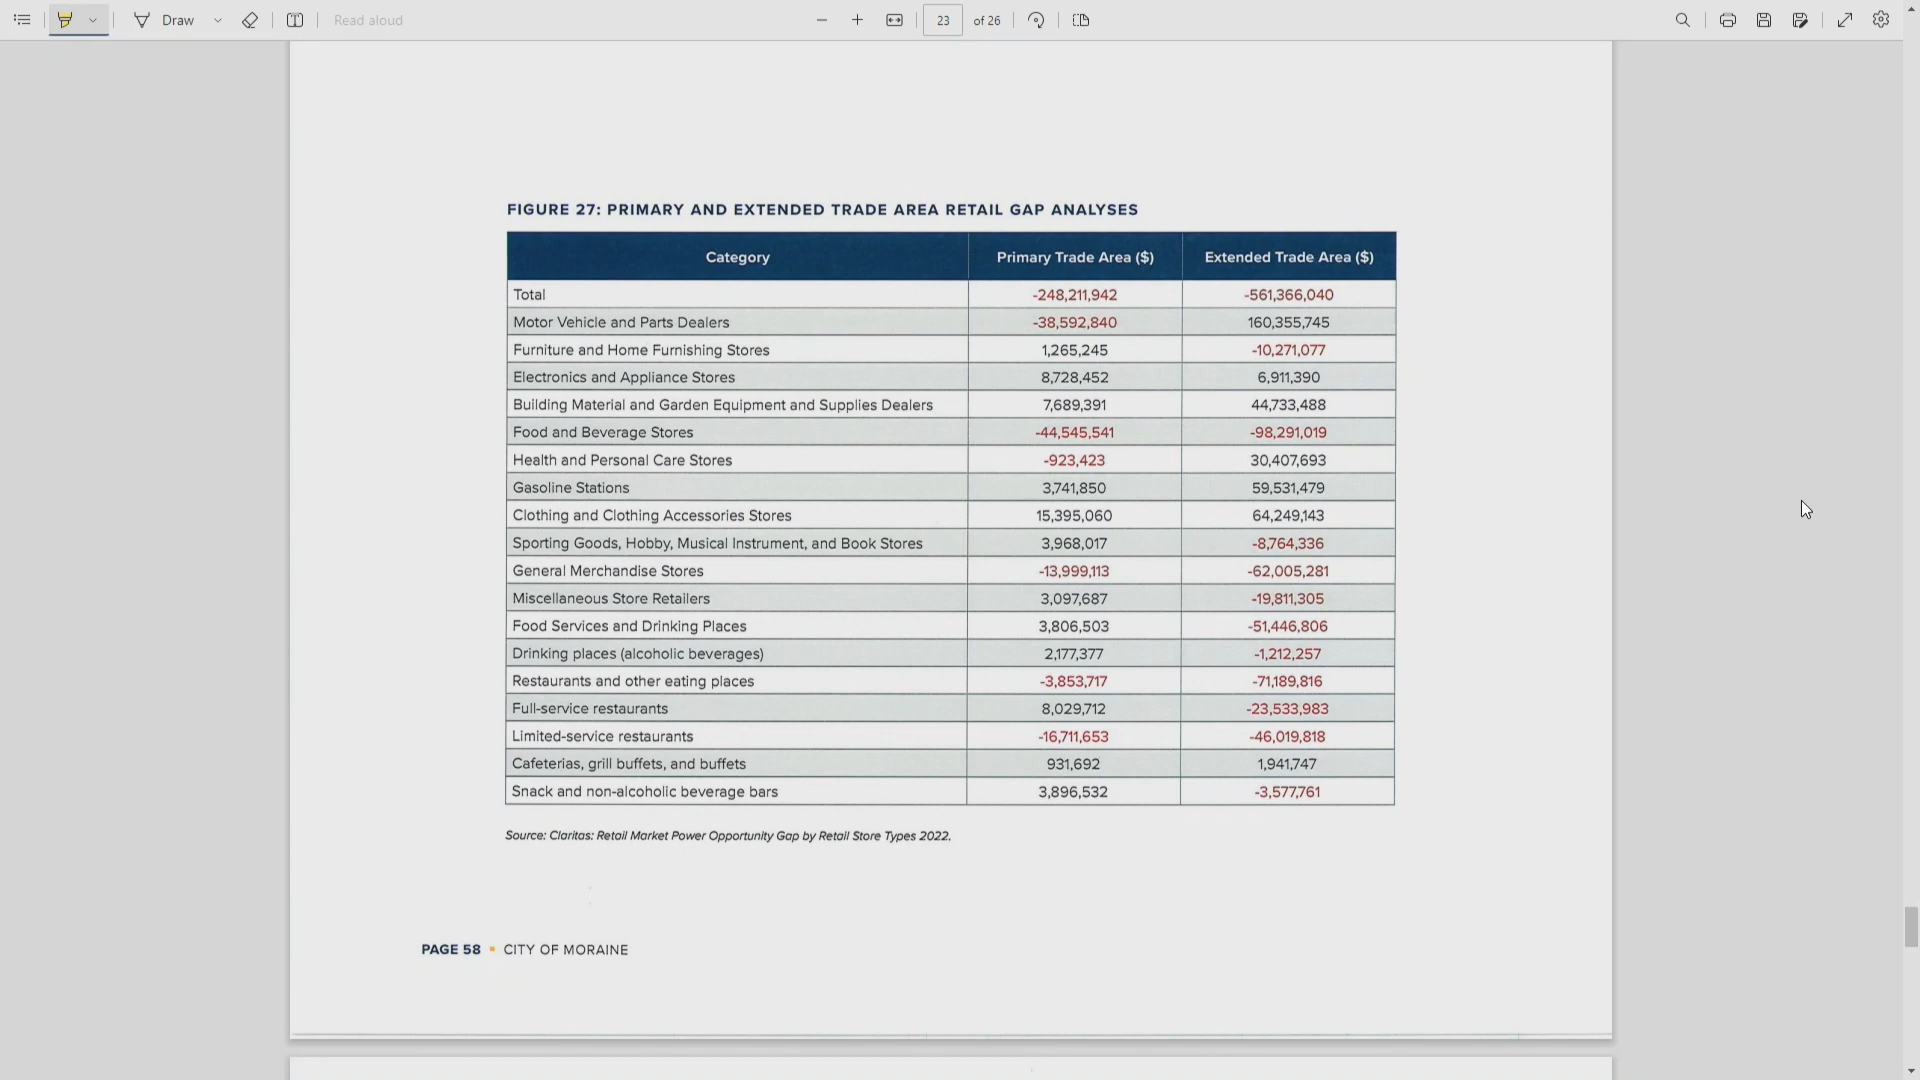 Draw
Read aloud
23 of 26
FIGURE 27: PRIMARY AND EXTENDED TRADE AREA RETAIL GAP ANALYSES
Category Primary Trade Area ($) Extended Trade Area ($)
Total -248,211,942 -561,366,040
Motor Vehicle and Parts Dealers -38,592,840 160,355,745
Furniture and Home Furnishing Stores 1,265,245 -10,271,077
Electronics and Appliance Stores 8,728,452 6,911,390
Building Material and Garden Equipment and Supplies Dealers 7,689,391 44,733,488
Food and Beverage Stores -44,545,541 -98,291,019
Health and Personal Care Stores -923,423 30,407,693
Gasoline Stations 3,741,850 59,531,479
Clothing and Clothing Accessories Stores 15,395,060 64,249,143
Sporting Goods, Hobby, Musical Instrument, and Book Stores 3,968,017 -8,764,336
General Merchandise Stores -13,999,113 -62,005,281
Miscellaneous Store Retailers 3,097,687 -19,811,305
Food Services and Drinking Places 3,806,503 -51,446,806
Drinking places (alcoholic beverages) 2,177,377 -1,212,257
Restaurants and other eating places -3,853,717 -71,189,816
Full-service restaurants 8,029,712 -23,533,983
Limited-service restaurants -16,711,653 -46,019,818
Cafeterias, grill buffets, and buffets 931,692 1,941,747
Snack and non-alcoholic beverage bars 3,896,532 -3,577,761
Source: Claritas: Retail Market Power Opportunity Gap by Retail Store Types 2022.
PAGE 58 ▪ CITY OF MORAINE